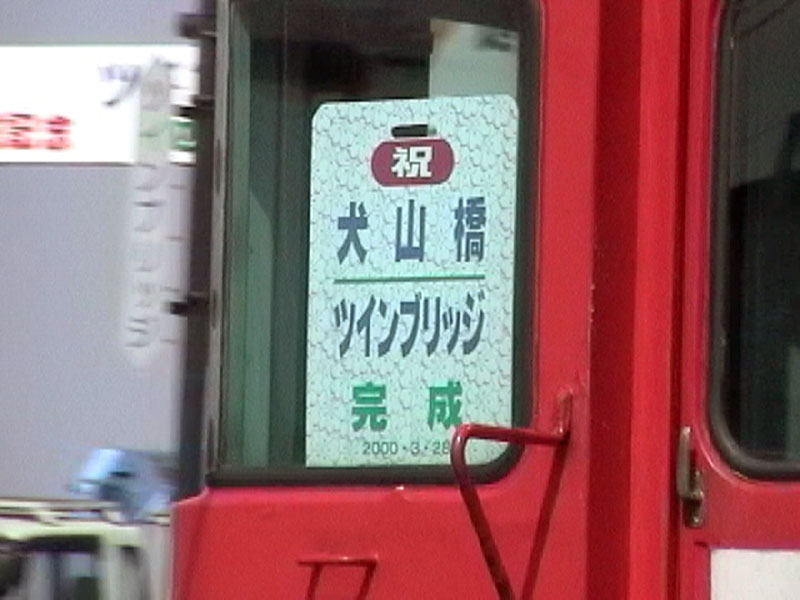 祝
犬山橋
ツインブリッジ
完成
2000・3・28